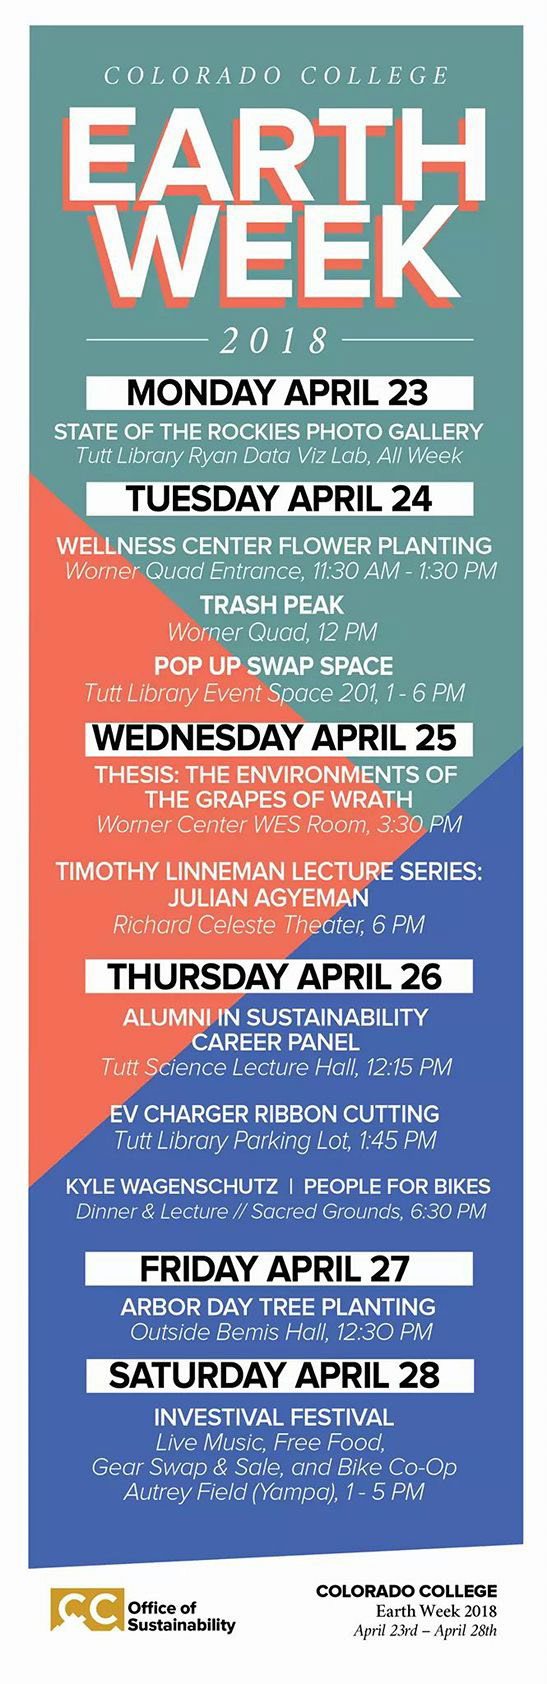 COLORADO COLLEGE
EARTH
WEEK
2018
MONDAY APRIL 23
STATE OF THE ROCKIES PHOTO GALLERY
Tutt Library Ryan Data Viz Lab, All Week
TUESDAY APRIL 24
WELLNESS CENTER FLOWER PLANTING
Worner Quad Entrance, 11:30 AM - 1:30 PM
TRASH PEAK
Worner Quad, 12 PM
POP UP SWAP SPACE
Tutt Library Event Space 201, 1 - 6 PM
WEDNESDAY APRIL 25
THESIS: THE ENVIRONMENTS OF
THE GRAPES OF WRATH
Worner Center WES Room, 3:30 PM
TIMOTHY LINNEMAN LECTURE SERIES:
JULIAN AGYEMAN
Richard Celeste Theater, 6 PM
THURSDAY APRIL 26
ALUMNI IN SUSTAINABILITY
CAREER PANEL
Tutt Science Lecture Hall, 12:15 PM
EV CHARGER RIBBON CUTTING
Tutt Library Parking Lot, 1:45 PM
KYLE WAGENSCHUTZ | PEOPLE FOR BIKES
Dinner & Lecture // Sacred Grounds, 6:30 PM
FRIDAY APRIL 27
ARBOR DAY TREE PLANTING
Outside Bemis Hall, 12:30 PM
SATURDAY APRIL 28
INVESTIVAL FESTIVAL
Live Music, Free Food,
Gear Swap & Sale, and Bike Co-Op
Autrey Field (Yampa), 1 - 5 PM
CC
Office of
Sustainability
COLORADO COLLEGE
Earth Week 2018
April 23rd – April 28th